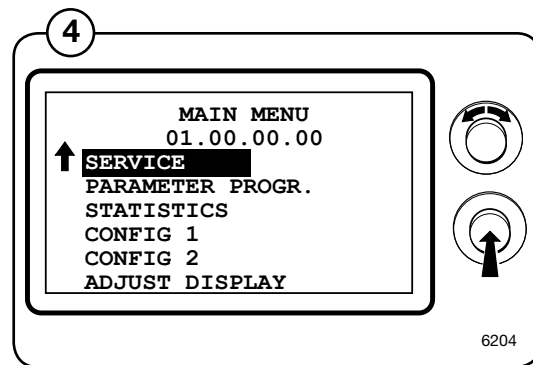 4
MAIN MENU
01.00.00.00
SERVICE
PARAMETER PROGR.
STATISTICS
CONFIG 1
CONFIG 2
ADJUST DISPLAY
6204